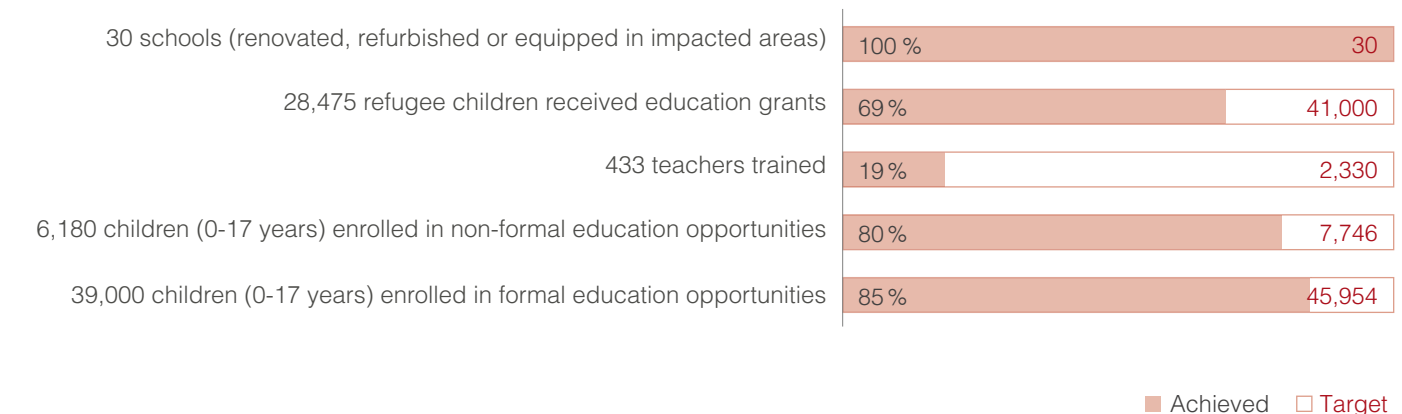 30 schools (renovated, refurbished or equipped in impacted areas) 100 % 30
28,475 refugee children received education grants 69 % 41,000
433 teachers trained 19 % 2,330
6,180 children (0-17 years) enrolled in non-formal education opportunities 80 % 7,746
39,000 children (0-17 years) enrolled in formal education opportunities 85 % 45,954
Achieved Target